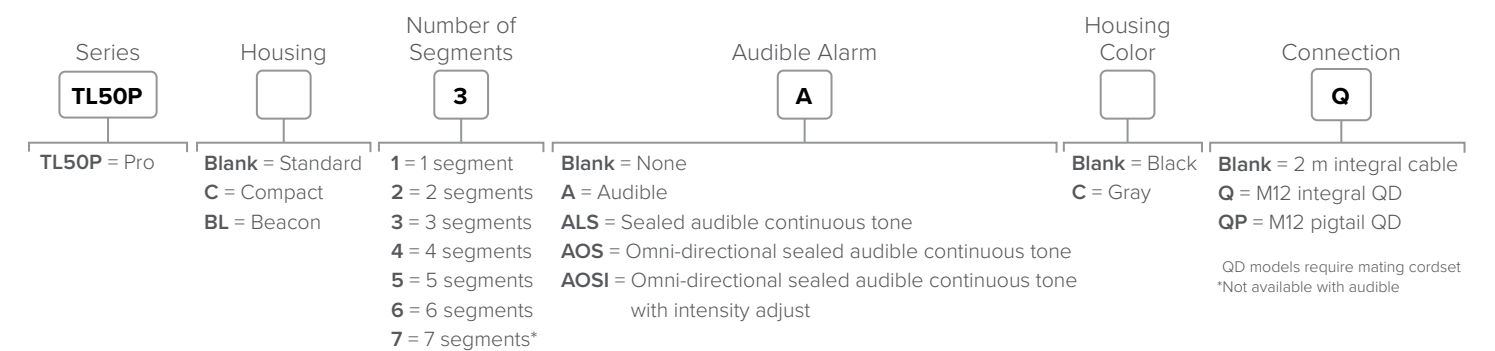 Series
TL50P
TL50P = Pro
Housing
Blank = Standard
C = Compact
BL = Beacon
Number of
Segments
3
1 = 1 segment
2 = 2 segments
3 = 3 segments
4 = 4 segments
5 = 5 segments
6 = 6 segments
7 = 7 segments*
Audible Alarm
A
Blank = None
A = Audible
ALS = Sealed audible continuous tone
AOS = Omni-directional sealed audible continuous tone
AOSI = Omni-directional sealed audible continuous tone
with intensity adjust
Housing
Color
Blank = Black
C = Gray
Connection
Q
Blank = 2 m integral cable
Q = M12 integral QD
QP = M12 pigtail QD
QD models require mating cordset
*Not available with audible